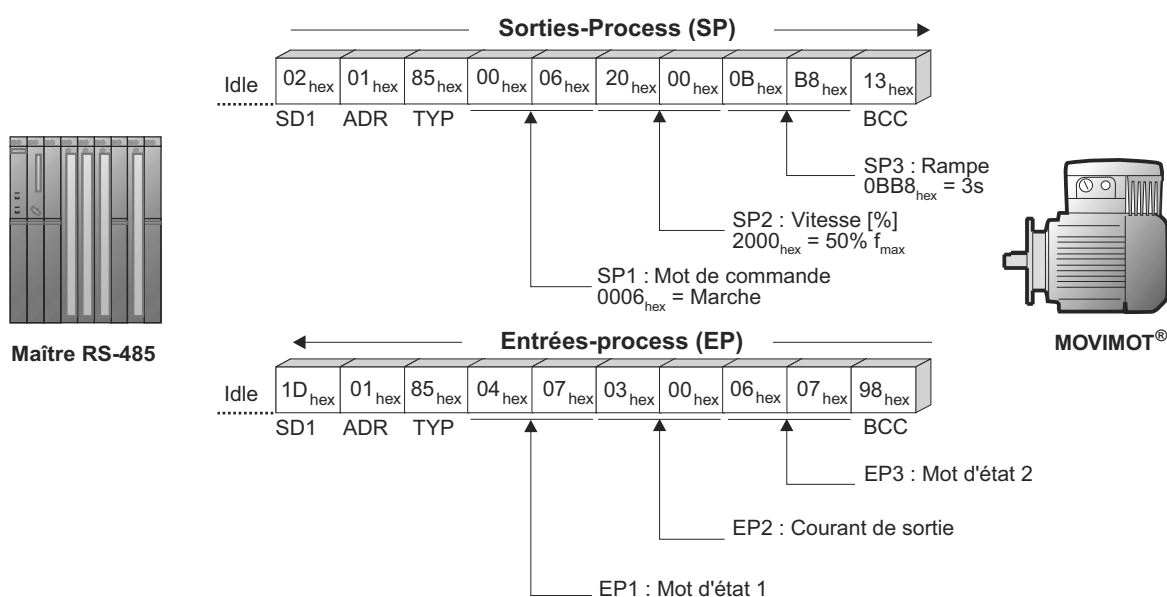 Sorties-Process (SP)
Idle 02hex 01hex 85hex 00hex 06hex 20hex 00hex 0Bhex B8hex 13hex
SD1 ADR TYP BCC
SP3 : Rampe
0BB8hex = 3s
SP2 : Vitesse [%]
2000hex = 50% fmax
SP1 : Mot de commande
0006hex = Marche
Maître RS-485
MOVIMOT®
Entrées-process (EP)
Idle 1Dhex 01hex 85hex 04hex 07hex 03hex 00hex 06hex 07hex 98hex
SD1 ADR TYP BCC
EP3 : Mot d'état 2
EP2 : Courant de sortie
EP1 : Mot d'état 1